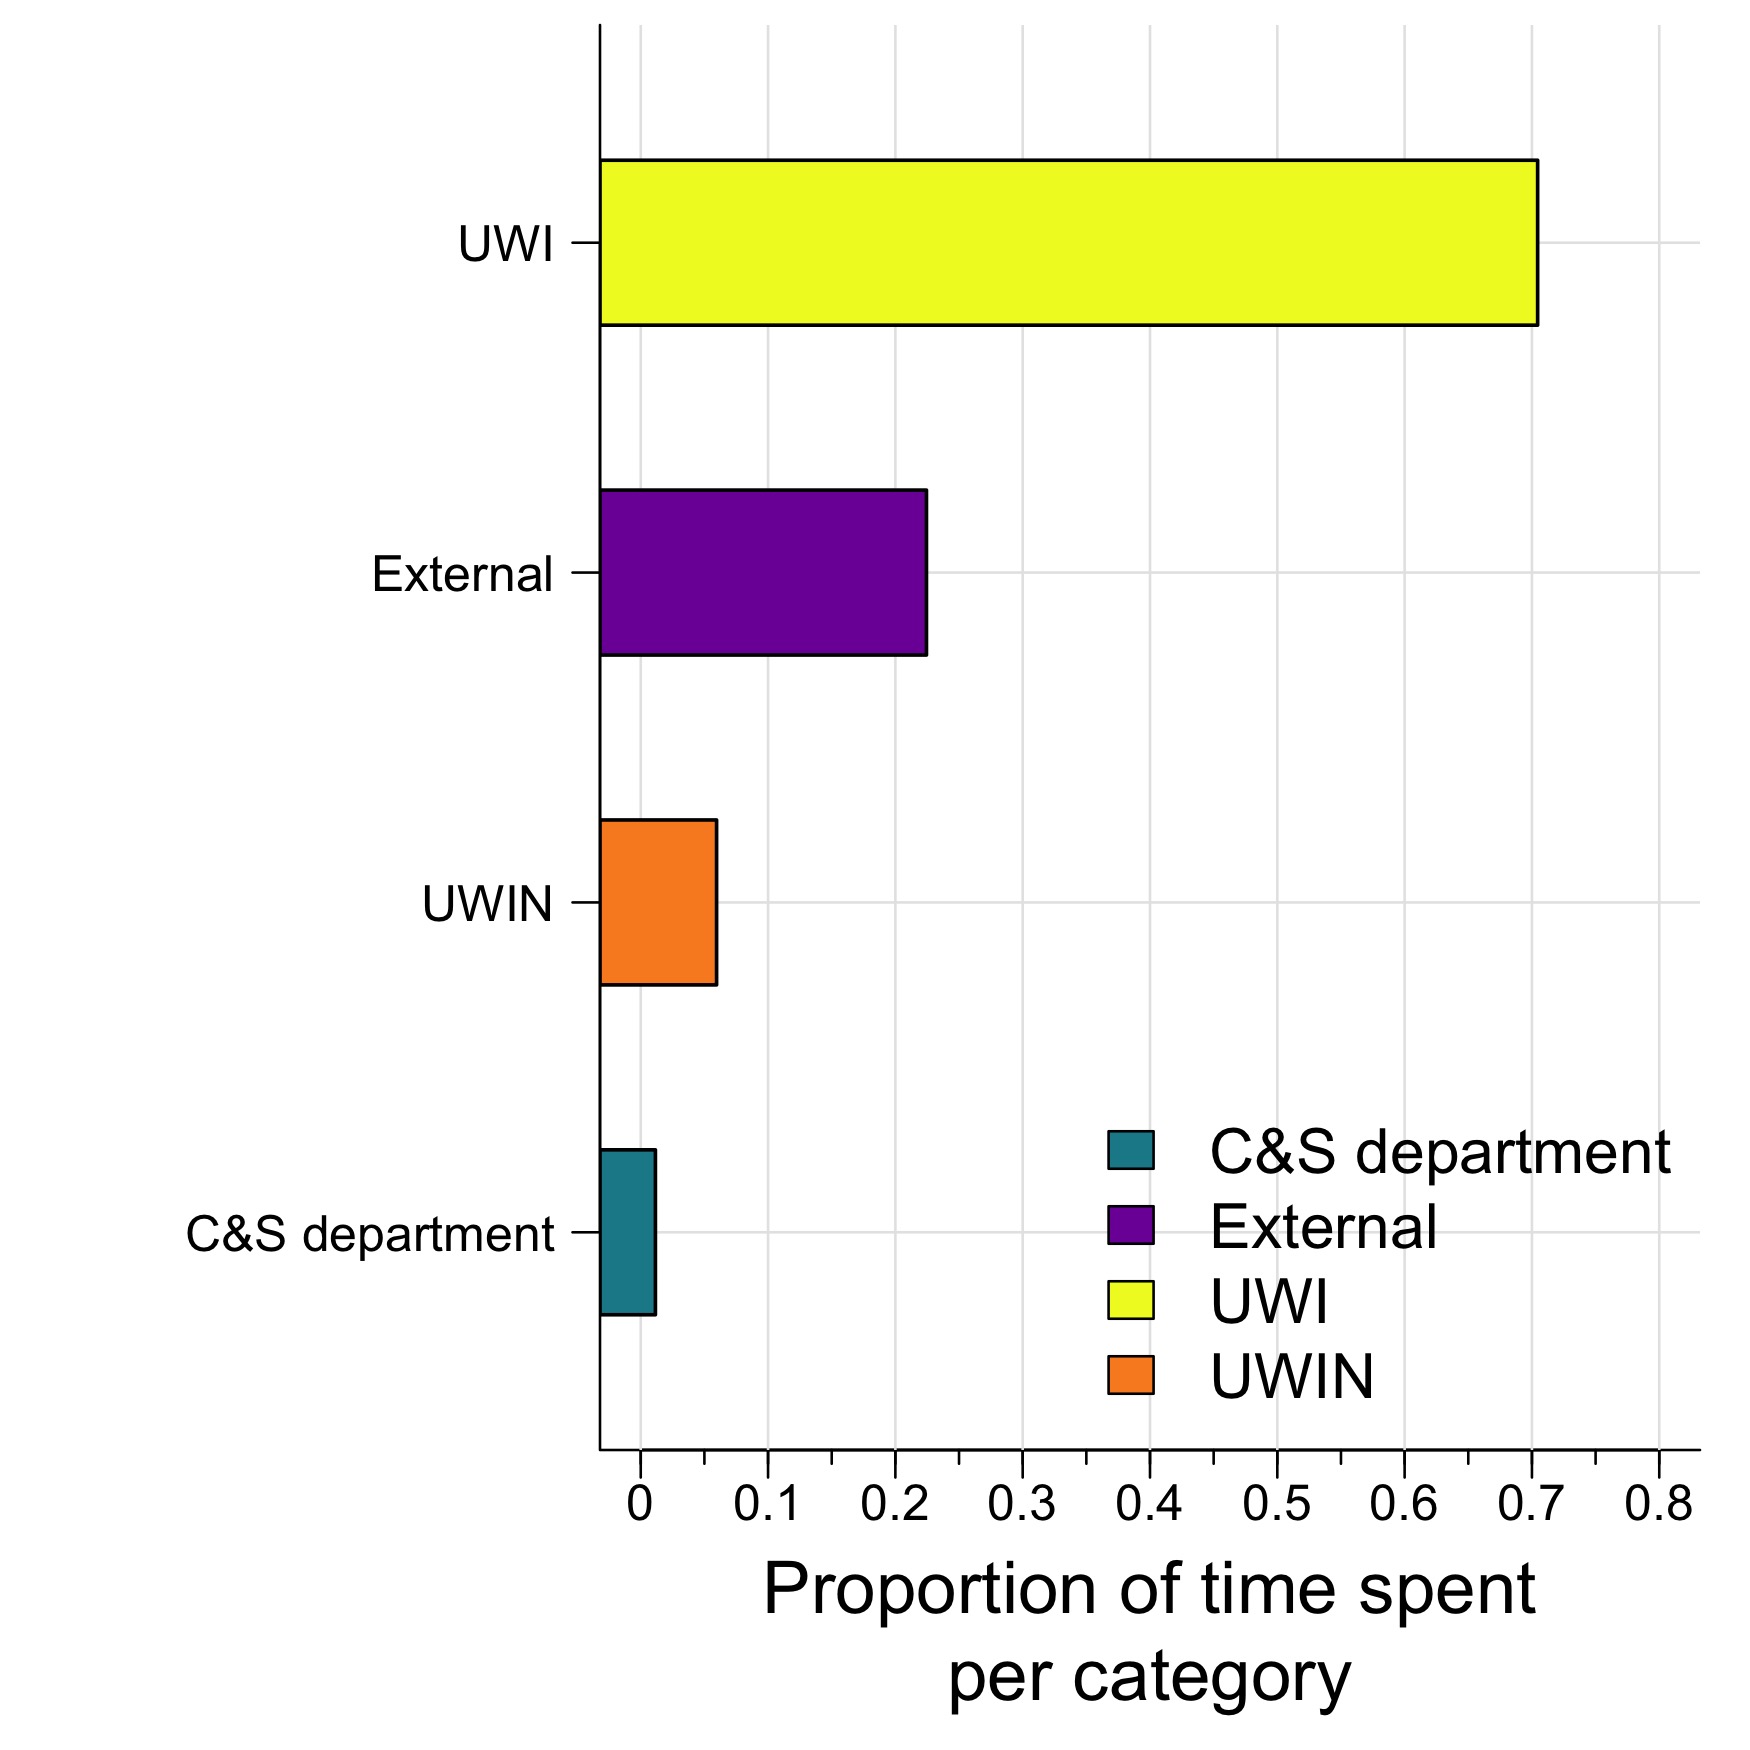 UWI
External
UWIN
C&S department
C&S department
External
UWI
UWIN
0 0.1 0.2 0.3 0.4 0.5 0.6 0.7 0.8
Proportion of time spent
per category